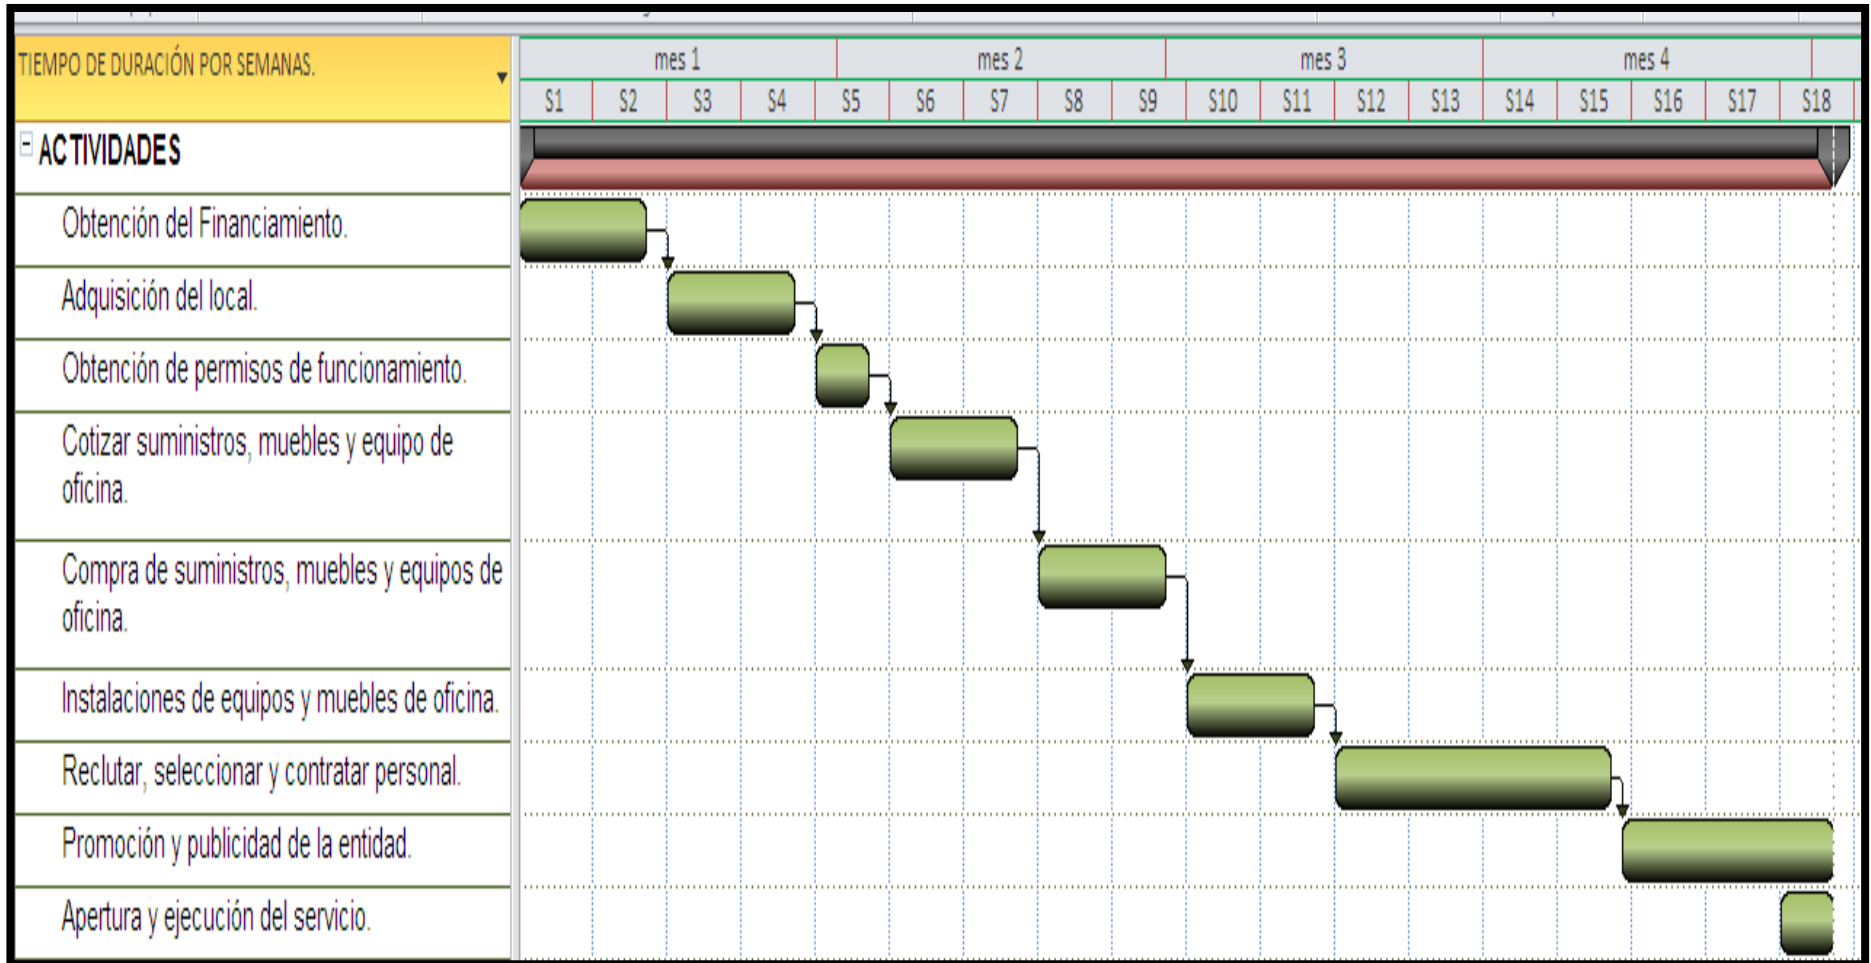 TIEMPO DE DURACIÓN POR SEMANAS.
mes 1 mes 2 mes 3 mes 4
S1 S2 S3 S4 S5 S6 S7 S8 S9 S10 S11 S12 S13 S14 S15 S16 S17 S18
ACTIVIDADES
Obtención del Financiamiento.
Adquisición del local.
Obtención de permisos de funcionamiento.
Cotizar suministros, muebles y equipo de
oficina.
Compra de suministros, muebles y equipos de
oficina.
Instalaciones de equipos y muebles de oficina.
Reclutar, seleccionar y contratar personal.
Promoción y publicidad de la entidad.
Apertura y ejecución del servicio.